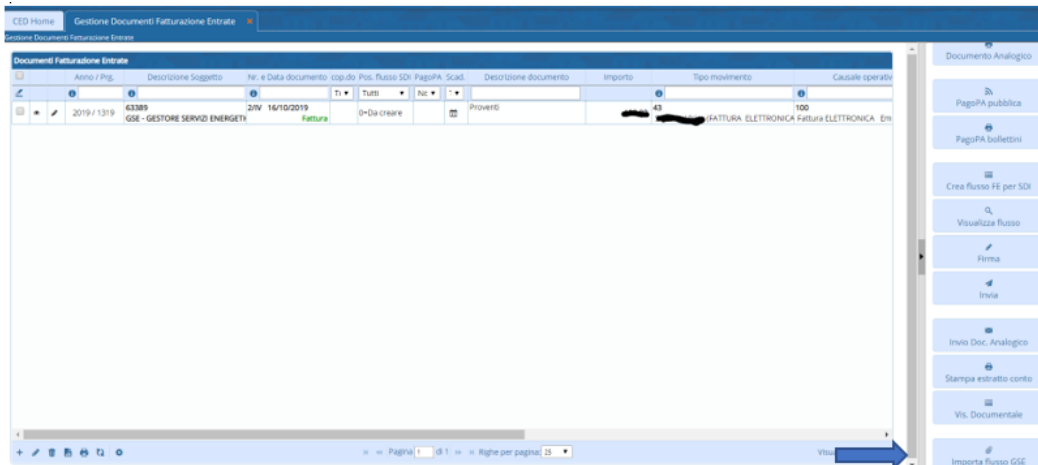 CED Home
Gestione Documenti Fatturazione Entrate
Gestione Documenti Fatturazione Entrate
Documenti Fatturazione Entrate
Anno / Prg. Descrizione Soggetto Nr. e Data documento cop.do Pos. flusso SDI PagoPA Scad. Descrizione documento Importo Tipo movimento Causale operativ
Tutti
2019 / 1319 63389 2/IV 16/10/2019 0=Da creare Proventi 43 100
GSE - GESTORE SERVIZI ENERGETI Fattura (FATTURA ELETTRONICA Fattura ELETTRONICA Em
Pagina 1 di 1 Righe per pagina: 25
Documento Analogico
PagoPA pubblica
PagoPA bollettini
Crea flusso FE per SDI
Visualizza flusso
Firma
Invia
Invio Doc. Analogico
Stampa estratto conto
Vis. Documentale
Importa flusso GSE